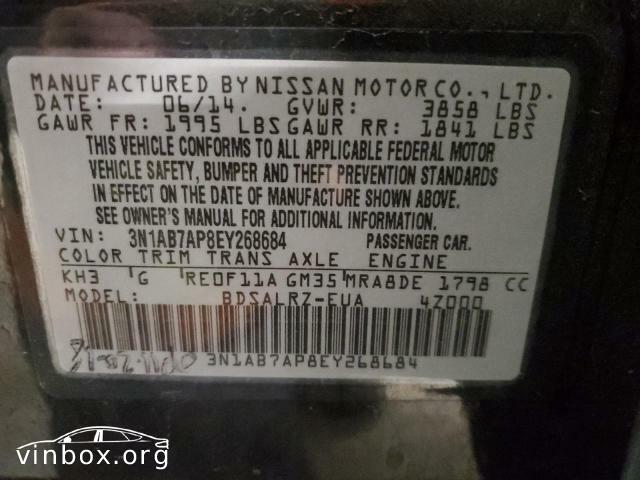 MANUFACTURED BY NISSAN MOTOR CO., LTD.
DATE: 06/14. GVWR: 3858 LBS
GAWR FR: 1995 LBS GAWR RR: 1841 LBS
THIS VEHICLE CONFORMS TO ALL APPLICABLE FEDERAL MOTOR
VEHICLE SAFETY, BUMPER AND THEFT PREVENTION STANDARDS
IN EFFECT ON THE DATE OF MANUFACTURE SHOWN ABOVE.
SEE OWNER'S MANUAL FOR ADDITIONAL INFORMATION.
VIN: 3N1AB7AP8EY268684 PASSENGER CAR.
COLOR TRIM TRANS AXLE ENGINE
KH3 G RE0F11A GM35 MRA8DE 1798 CC
MODEL: BDSALRZ-EUA 4Z000
3N1AB7AP8EY268684
vinbox.org